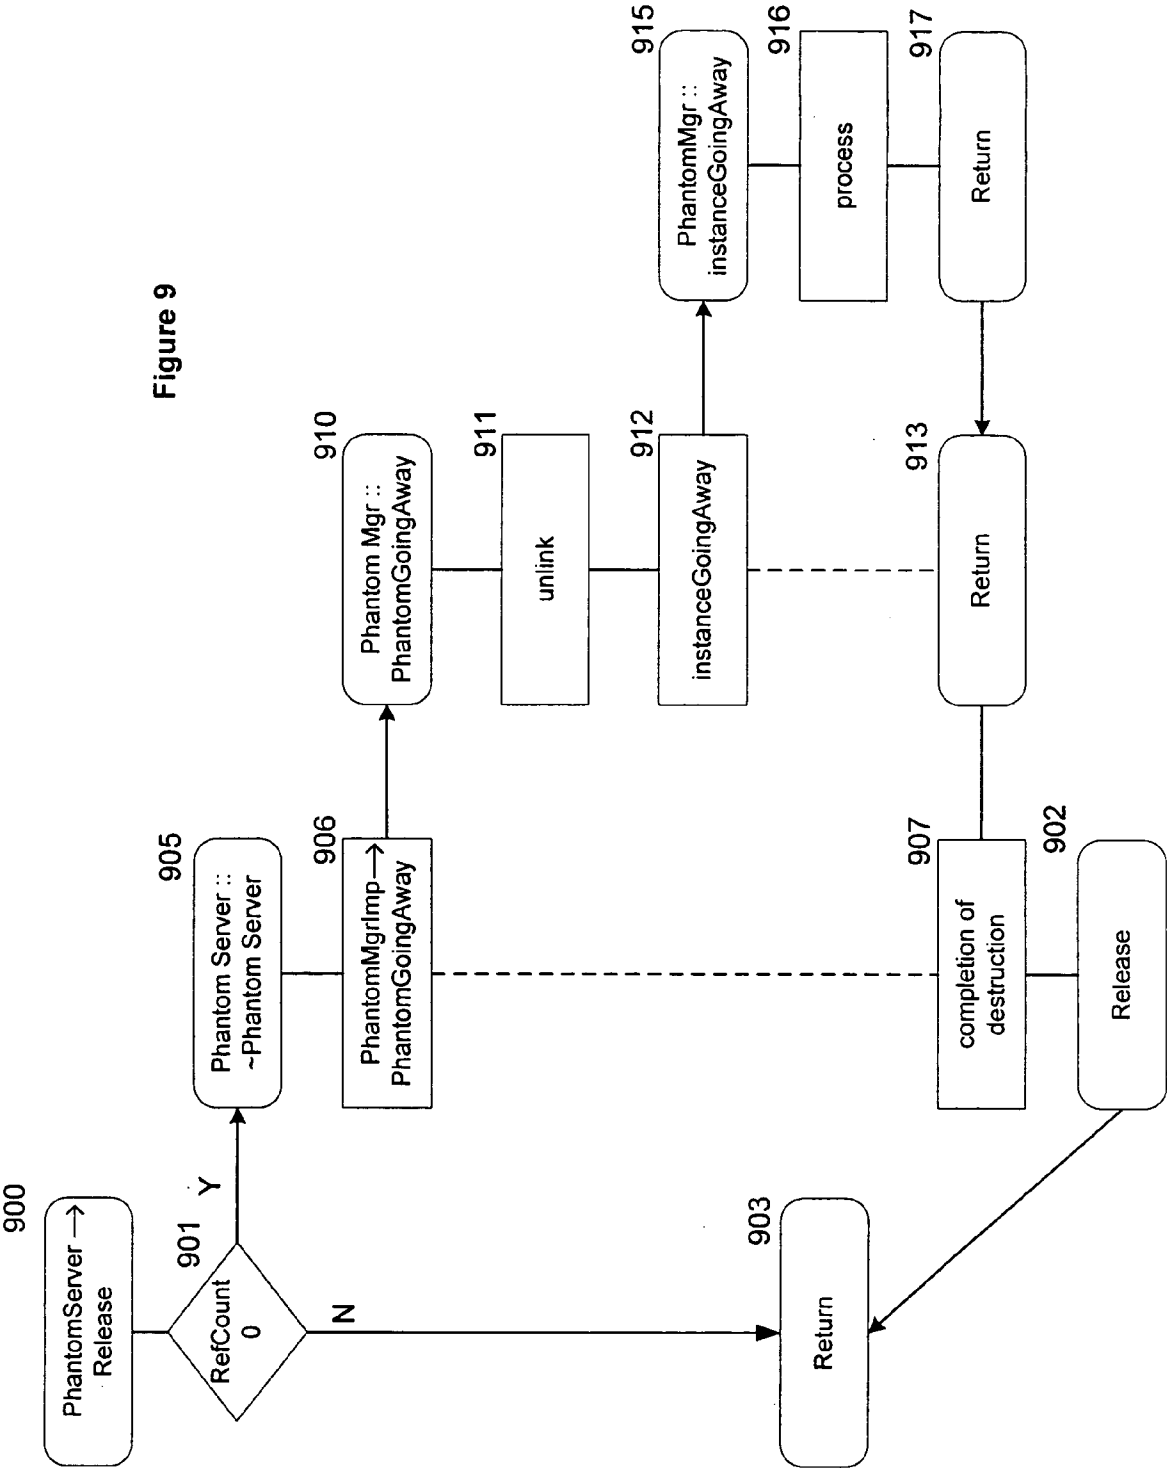 Figure 9
900
PhantomServer →
Release
901
RefCount
0
Y
N
903
Return
905
Phantom Server ::
~Phantom Server
906
PhantomMgrImp→
PhantomGoingAway
907
completion of
destruction
902
Release
910
Phantom Mgr ::
PhantomGoingAway
911
unlink
912
instanceGoingAway
913
Return
915
PhantomMgr ::
instanceGoingAway
916
process
917
Return